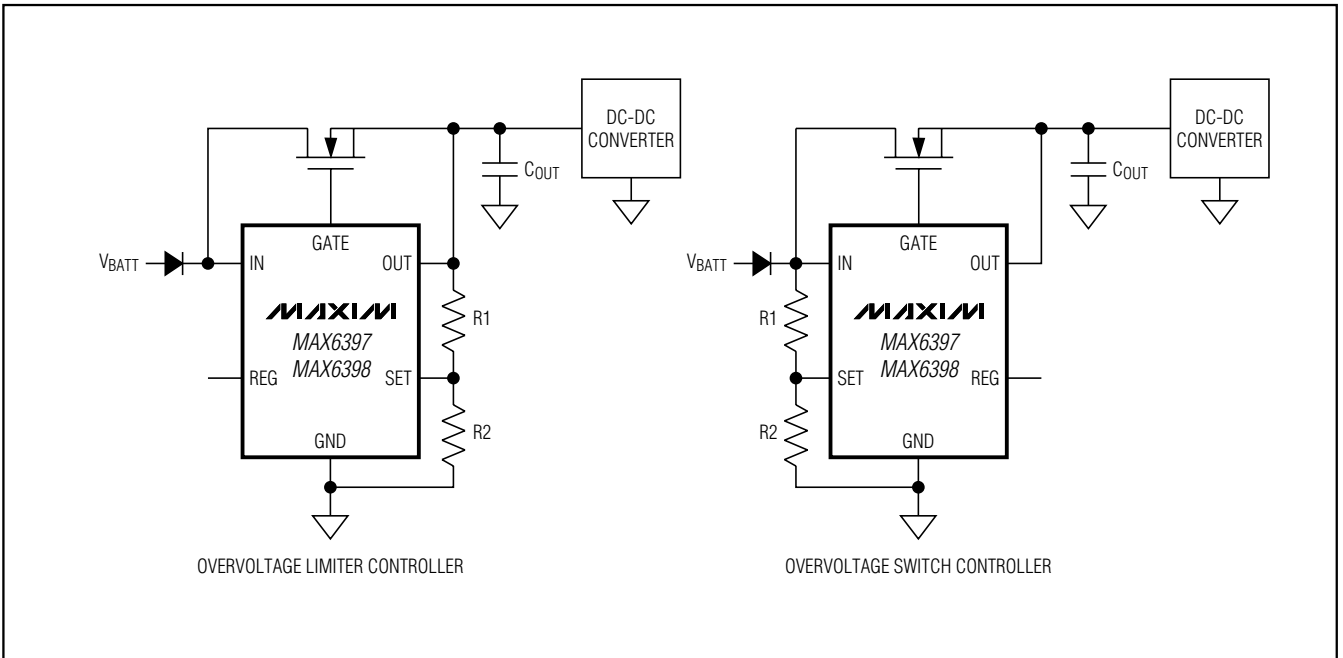 DC-DC
CONVERTER
COUT
GATE
VBATT
IN
OUT
MAXIM
R1
MAX6397
MAX6398
REG
SET
R2
GND
OVERVOLTAGE LIMITER CONTROLLER
DC-DC
CONVERTER
COUT
GATE
VBATT
IN
OUT
R1
MAXIM
MAX6397
MAX6398
SET
REG
R2
GND
OVERVOLTAGE SWITCH CONTROLLER